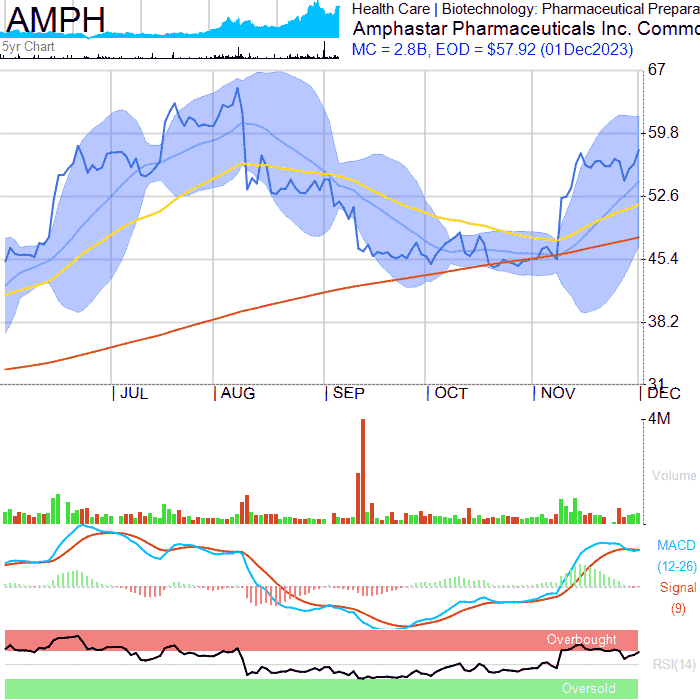 AMPH
5yr Chart
Health Care | Biotechnology: Pharmaceutical Prepara
Amphastar Pharmaceuticals Inc. Commo
MC = 2.8B, EOD = $57.92 (01Dec2023)
67
59.8
52.6
45.4
38.2
31
JUL
AUG
SEP
OCT
NOV
DEC
4M
Volume
MACD
(12-26)
Signal
(9)
Overbought
RSI(14)
Oversold